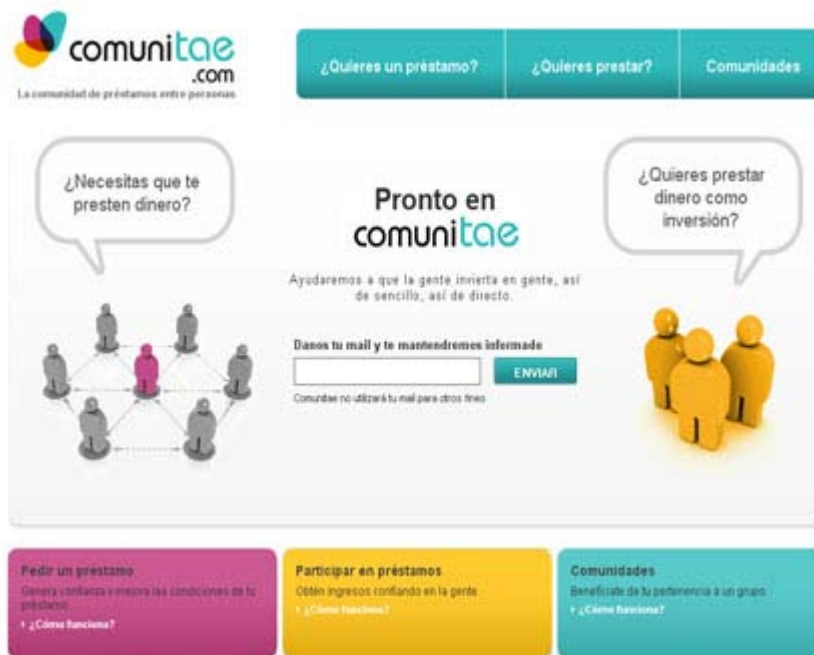 comunitae
.com
La comunidad de préstamos entre personas
¿Quieres un préstamo?
¿Quieres prestar?
Comunidades
¿Necesitas que te
presten dinero?
Pronto en
comunitae
Ayudaremos a que la gente invierta en gente, así
de sencillo, así de directo.
¿Quieres prestar
dinero como
inversión?
Danos tu mail y te mantendremos informado
ENVIAR
Comunitae no utilizará tu mail para otros fines
Pedir un préstamo
Genera confianza y mejora las condiciones de tu
préstamo
¿Cómo funciona?
Participar en préstamos
Obtén ingresos confiando en la gente
¿Cómo funciona?
Comunidades
Benefíciate de tu pertenencia a un grupo
¿Cómo funciona?